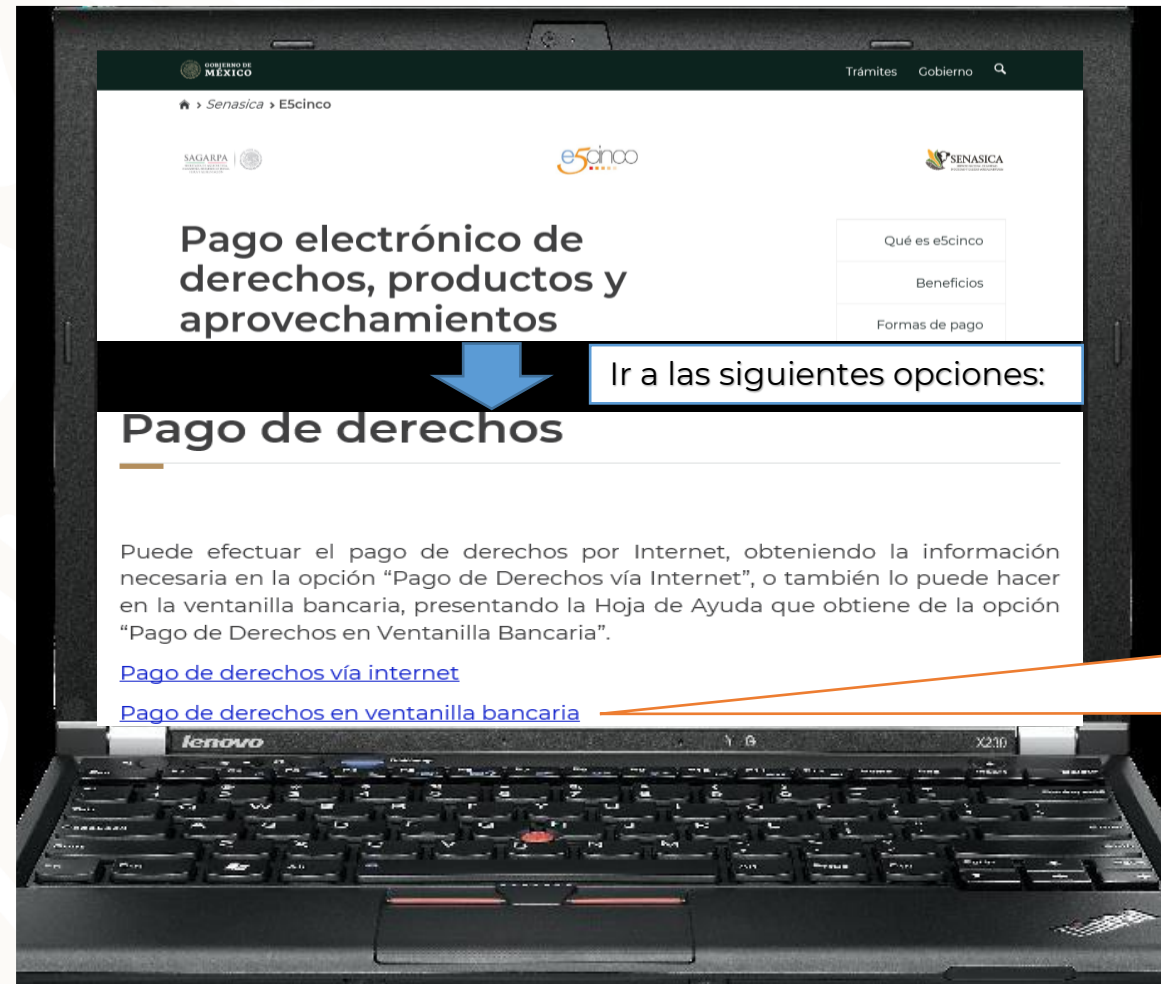 GOBIERNO DE
MÉXICO
Trámites Gobierno
> Senasica > E5cinco
SAGARPA
e5cinco
SENASICA
Pago electrónico de
derechos, productos y
aprovechamientos
Qué es e5cinco
Beneficios
Formas de pago
Ir a las siguientes opciones:
Pago de derechos
Puede efectuar el pago de derechos por Internet, obteniendo la información
necesaria en la opción “Pago de Derechos vía Internet”, o también lo puede hacer
en la ventanilla bancaria, presentando la Hoja de Ayuda que obtiene de la opción
“Pago de Derechos en Ventanilla Bancaria”.
Pago de derechos vía internet
Pago de derechos en ventanilla bancaria
lenovo
X230